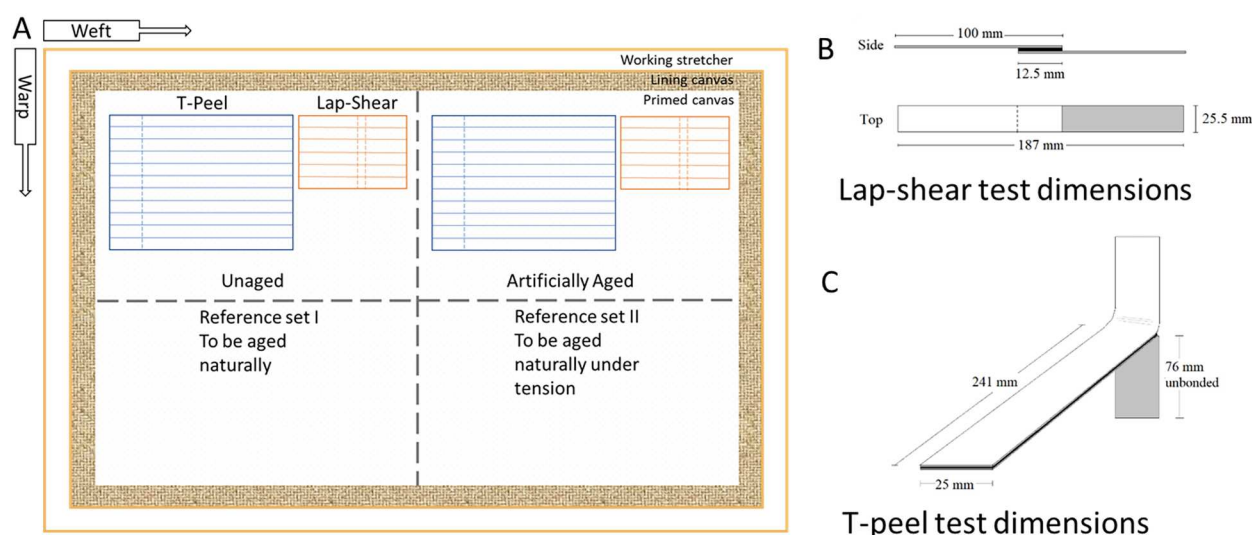 A
Weft
Warp
Working stretcher
Lining canvas
Primed canvas
T-Peel
Lap-Shear
Unaged
Artificially Aged
Reference set I
To be aged
naturally
Reference set II
To be aged
naturally under
tension
B
Side
100 mm
12.5 mm
Top
25.5 mm
187 mm
Lap-shear test dimensions
C
241 mm
76 mm
unbonded
25 mm
T-peel test dimensions